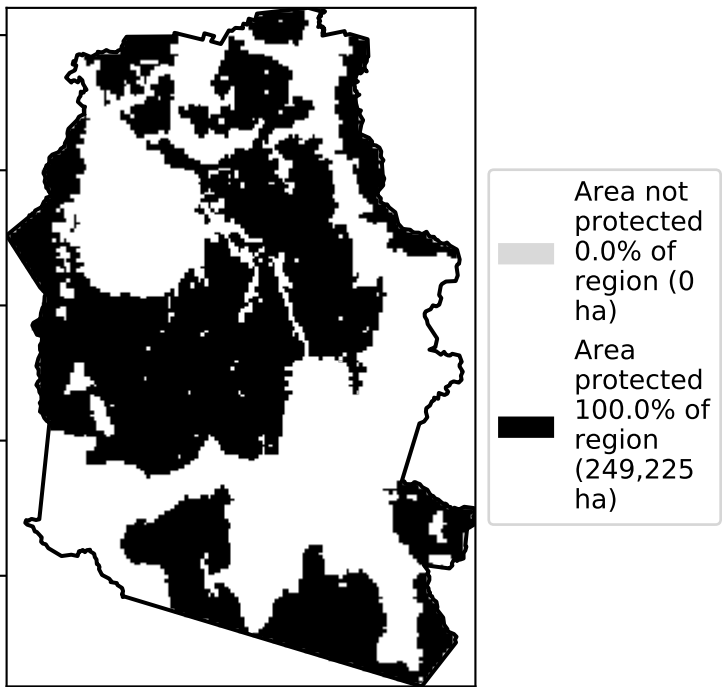 Area not
protected
0.0% of
region (0
ha)
Area
protected
100.0% of
region
(249,225
ha)